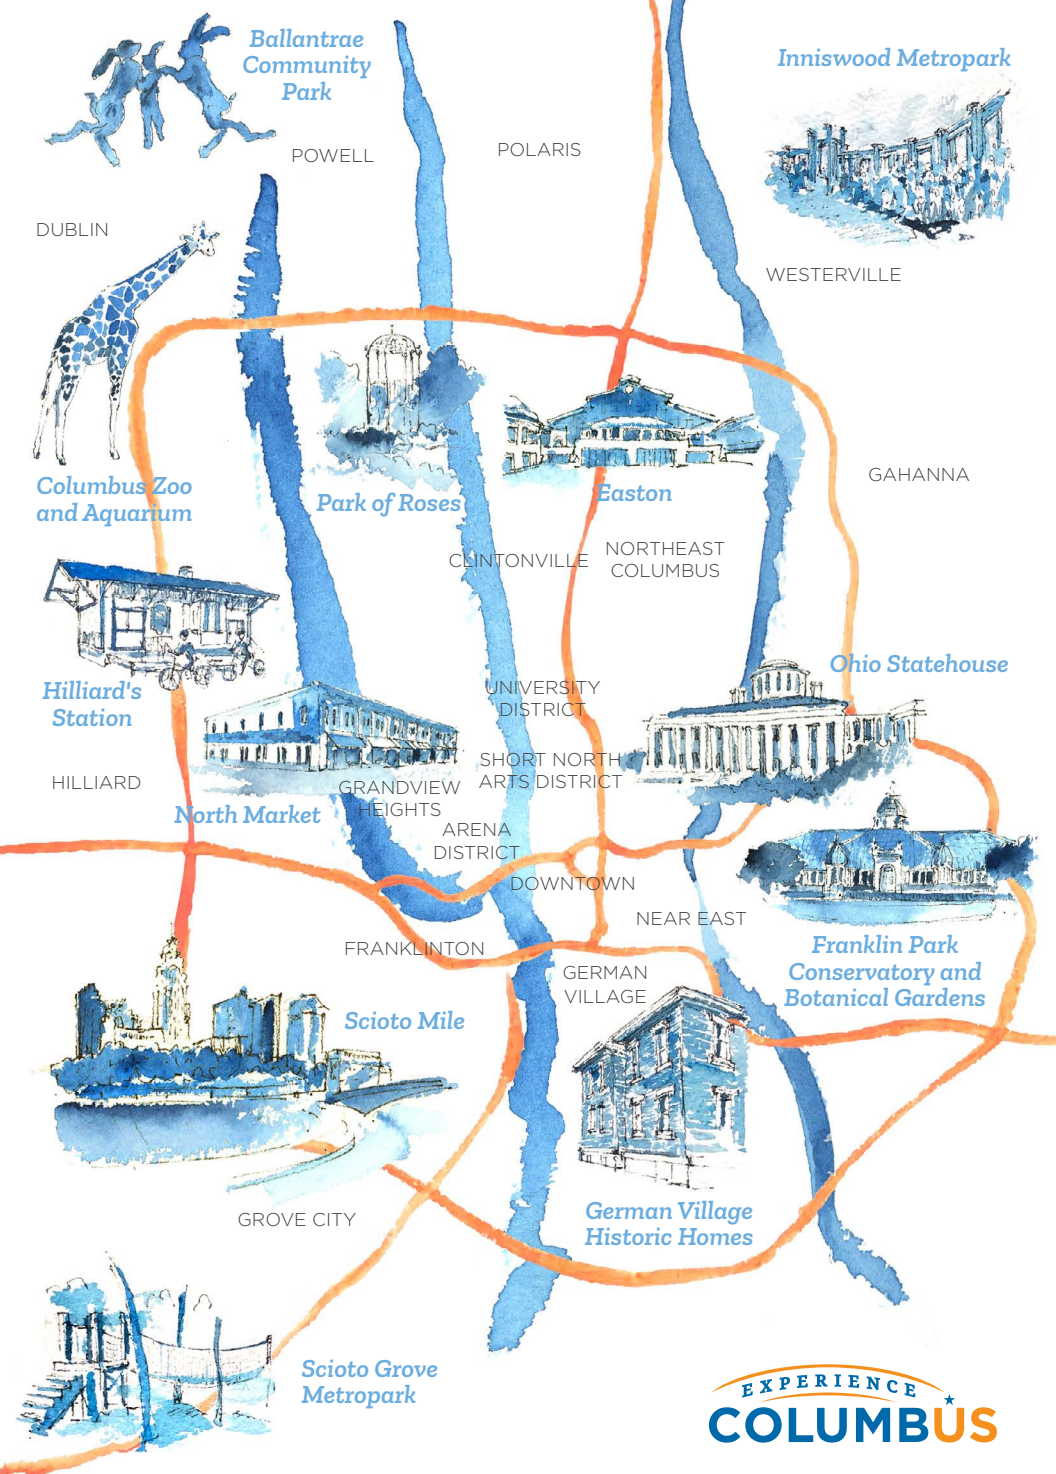 Ballantrae
Community
Park
Inniswood Metropark
POWELL
POLARIS
DUBLIN
WESTERVILLE
Columbus Zoo
and Aquarium
Park of Roses
Easton
GAHANNA
CLINTONVILLE
NORTHEAST
COLUMBUS
Hilliard's
Station
UNIVERSITY
DISTRICT
Ohio Statehouse
HILLIARD
North Market
GRANDVIEW
HEIGHTS
SHORT NORTH
ARTS DISTRICT
ARENA
DISTRICT
DOWNTOWN
NEAR EAST
FRANKLINTON
GERMAN
VILLAGE
Franklin Park
Conservatory and
Botanical Gardens
Scioto Mile
GROVE CITY
German Village
Historic Homes
Scioto Grove
Metropark
EXPERIENCE
COLUMBUS